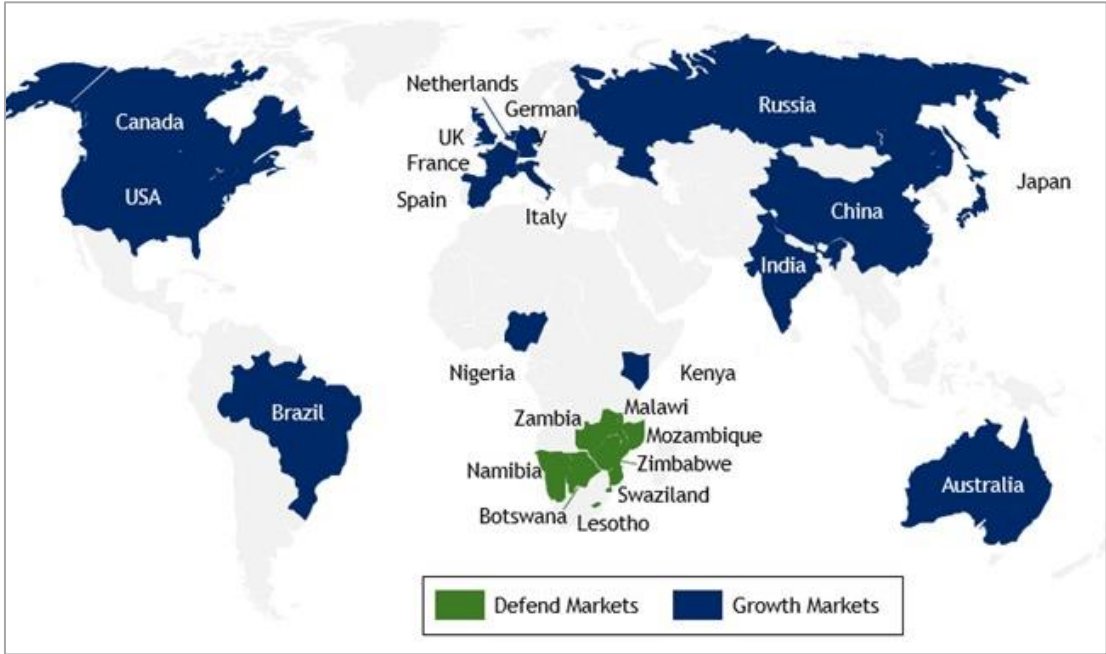 Netherlands
German
y
Canada
UK
Russia
France
USA
Spain
Italy
Japan
China
India
Nigeria
Kenya
Brazil
Zambia
Malawi
Mozambique
Namibia
Zimbabwe
Australia
Swaziland
Botswana
Lesotho
Defend Markets
Growth Markets